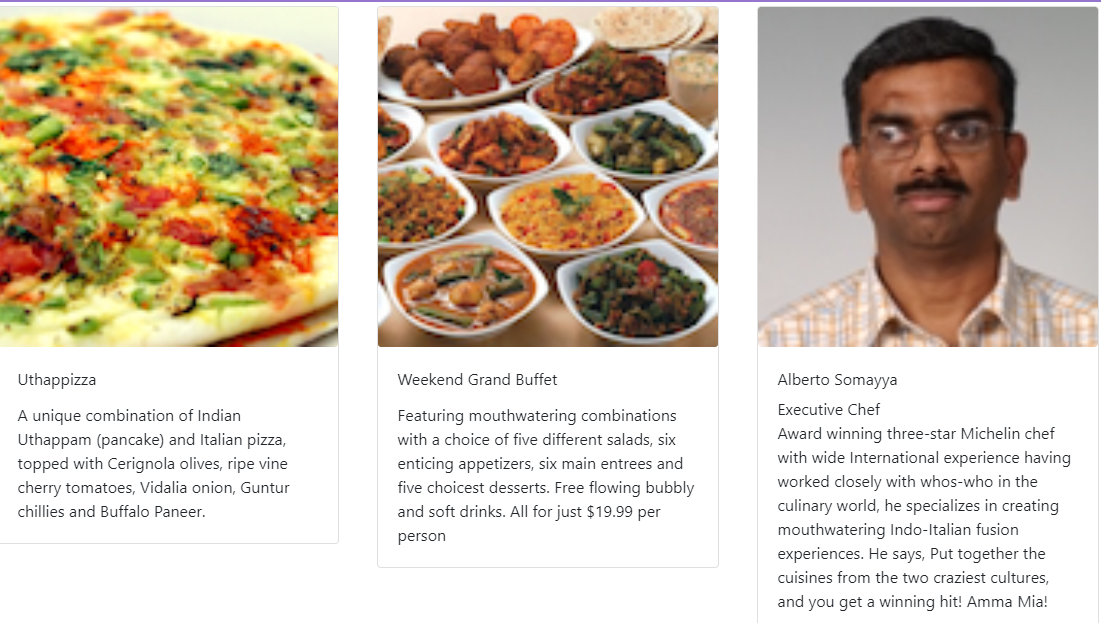 Uthappizza
A unique combination of Indian
Uthappam (pancake) and Italian pizza,
topped with Cerignola olives, ripe vine
cherry tomatoes, Vidalia onion, Guntur
chillies and Buffalo Paneer.
Weekend Grand Buffet
Featuring mouthwatering combinations
with a choice of five different salads, six
enticing appetizers, six main entrees and
five choicest desserts. Free flowing bubbly
and soft drinks. All for just $19.99 per
person
Alberto Somayya
Executive Chef
Award winning three-star Michelin chef
with wide International experience having
worked closely with whos-who in the
culinary world, he specializes in creating
mouthwatering Indo-Italian fusion
experiences. He says, Put together the
cuisines from the two craziest cultures,
and you get a winning hit! Amma Mia!